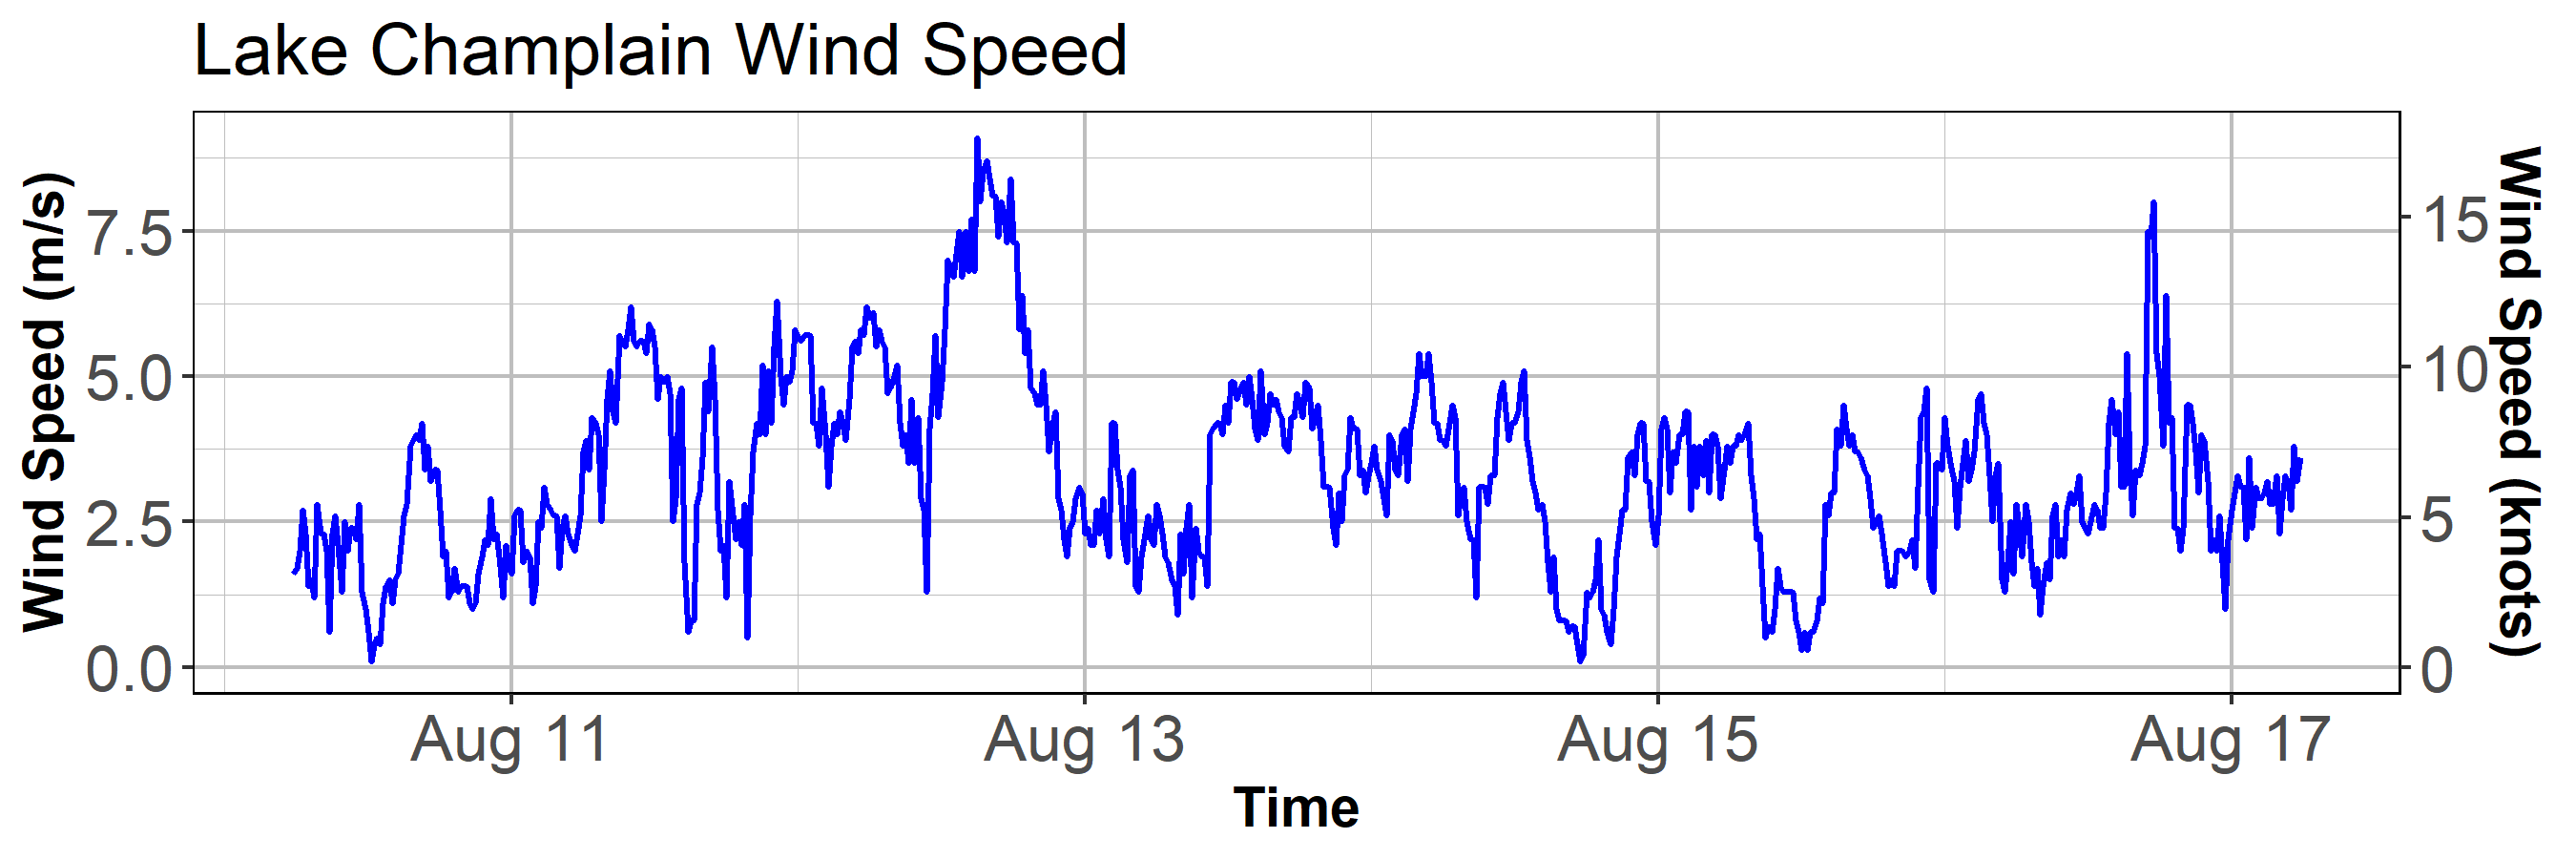 Lake Champlain Wind Speed
Wind Speed (m/s)
7.5
5.0
2.5
0.0
15
10
5
0
Wind Speed (knots)
Aug 11
Aug 13
Aug 15
Aug 17
Time